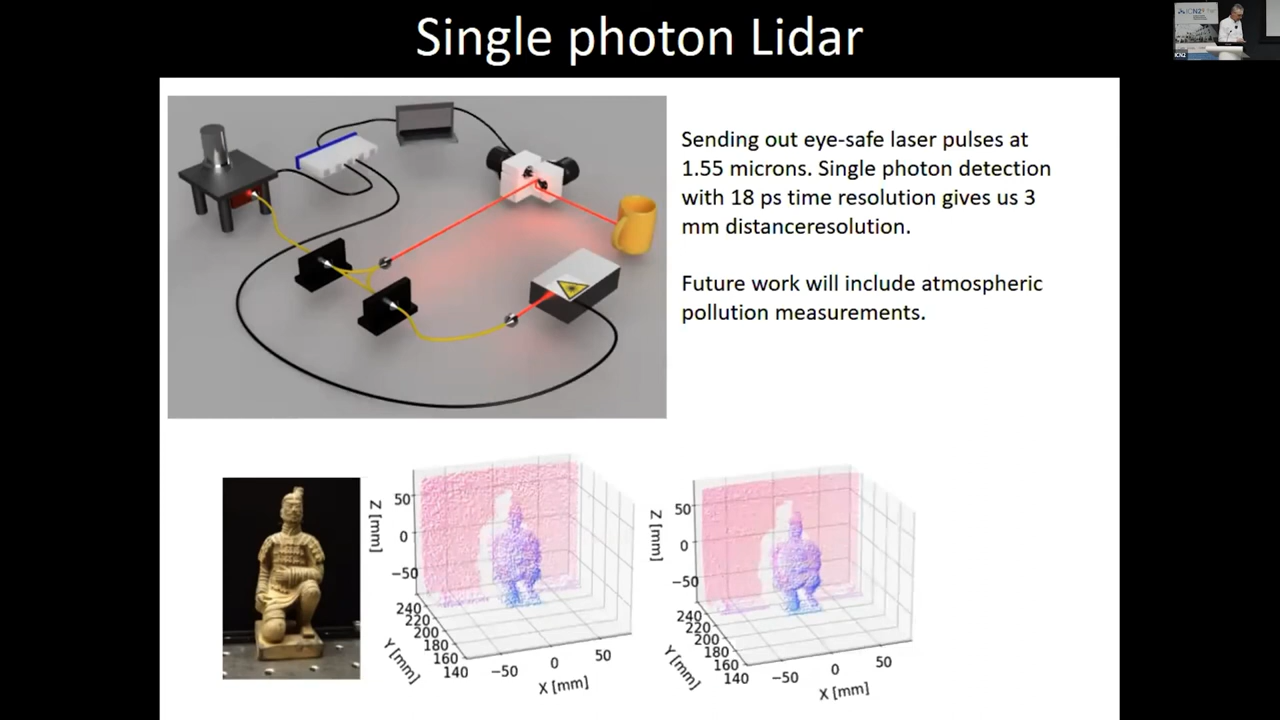 Single photon Lidar
ICN2
ICN2
Sending out eye-safe laser pulses at
1.55 microns. Single photon detection
with 18 ps time resolution gives us 3
mm distanceresolution.
Future work will include atmospheric
pollution measurements.
Z [mm]
50
0
−50
240
220
200
180
160
140
Y [mm]
−50
0
50
X [mm]
Z [mm]
50
0
−50
240
220
200
180
160
140
Y [mm]
−50
0
50
X [mm]